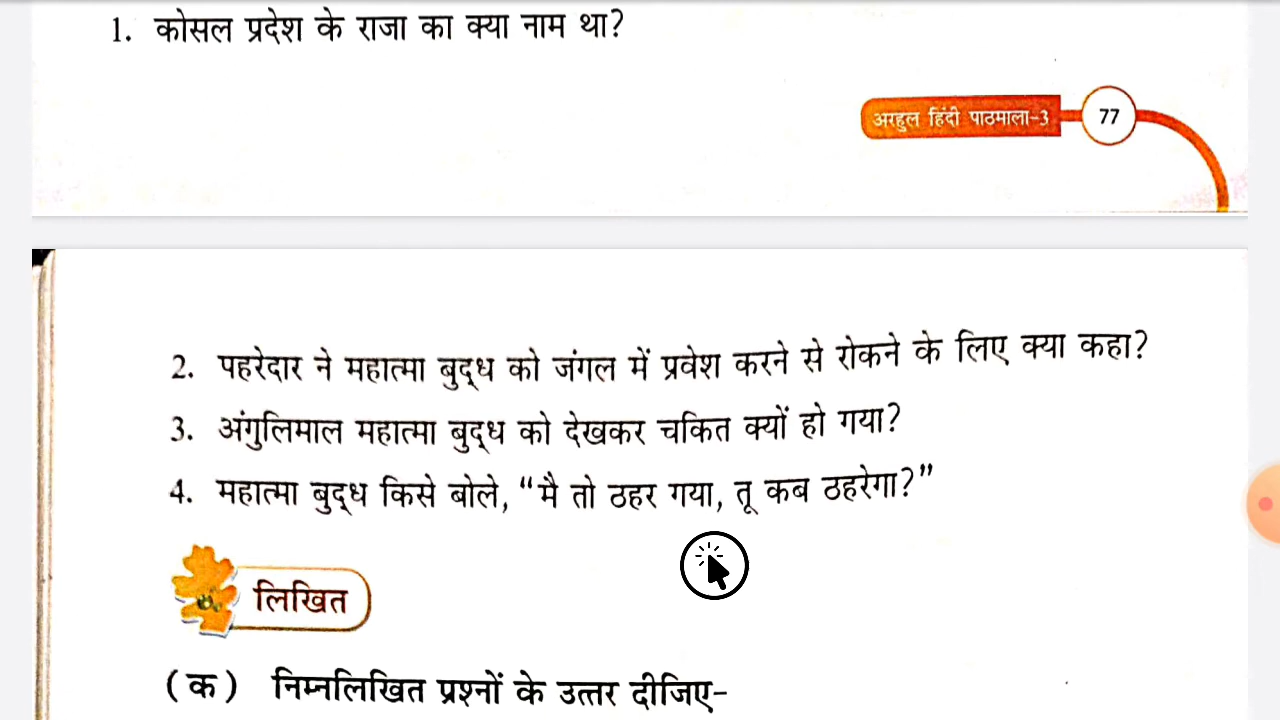 1. कोसल प्रदेश के राजा का क्या नाम था?
अरहुल हिंदी पाठमाला-3 77
2. पहरेदार ने महात्मा बुद्ध को जंगल में प्रवेश करने से रोकने के लिए क्या कहा?
3. अंगुलिमाल महात्मा बुद्ध को देखकर चकित क्यों हो गया?
4. महात्मा बुद्ध किसे बोले, “मै तो ठहर गया, तू कब ठहरेगा?”
लिखित
(क) निम्नलिखित प्रश्नों के उत्तर दीजिए-